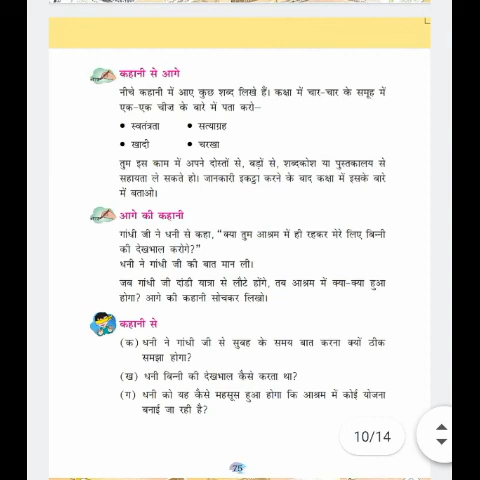 कहानी से आगे
नीचे कहानी में आए कुछ शब्द लिखे हैं। कक्षा में चार-चार के समूह में
एक-एक चीज़ के बारे में पता करो–
• स्वतंत्रता • सत्याग्रह
• खादी • चरखा
तुम इस काम में अपने दोस्तों से, बड़ों से, शब्दकोश या पुस्तकालय से
सहायता ले सकते हो। जानकारी इकट्ठा करने के बाद कक्षा में इसके बारे
में बताओ।
आगे की कहानी
गांधी जी ने धनी से कहा, "क्या तुम आश्रम में ही रहकर मेरे लिए बिन्नी
की देखभाल करोगे?"
धनी ने गांधी जी की बात मान ली।
जब गांधी जी दांडी यात्रा से लौटे होंगे, तब आश्रम में क्या-क्या हुआ
होगा? आगे की कहानी सोचकर लिखो।
कहानी से
(क) धनी ने गांधी जी से सुबह के समय बात करना क्यों ठीक
समझा होगा?
(ख) धनी बिन्नी की देखभाल कैसे करता था?
(ग) धनी को यह कैसे महसूस हुआ होगा कि आश्रम में कोई योजना
बनाई जा रही है?
10/14
75